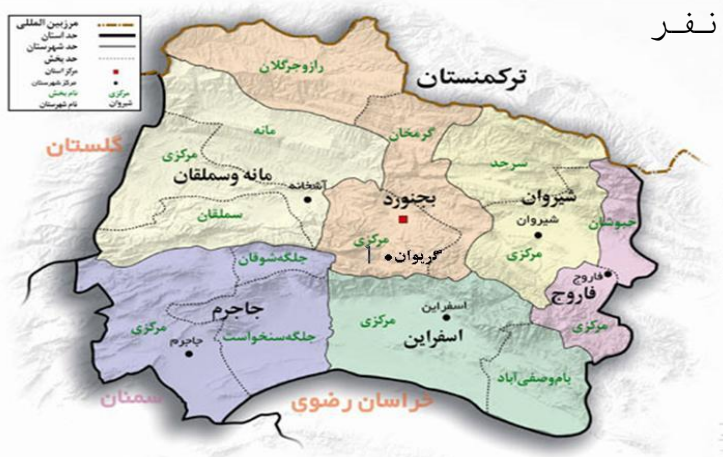 نفر
مرزبین المللی
حد استان
حد شهرستان
حد بخش
مرکز استان
مرکز شهرستان
مرکزی نام بخش
شیروان نام شهرستان
ترکمنستان
رازوجرگلان
گلستان
مانه
گرمخان
سرحد
مرکزی
مانه وسملقان
آشخانه
سملقان
بجنورد
مرکزی
گریوان
شیروان
شیروان
مرکزی
خبوشان
فاروج
فاروج
مرکزی
جلگه شوقان
جاجرم
مرکزی
جاجرم
جلگه سنخواست
اسفراین
مرکزی
اسفراین
بام وصفی آباد
سمنان
خراسان رضوی